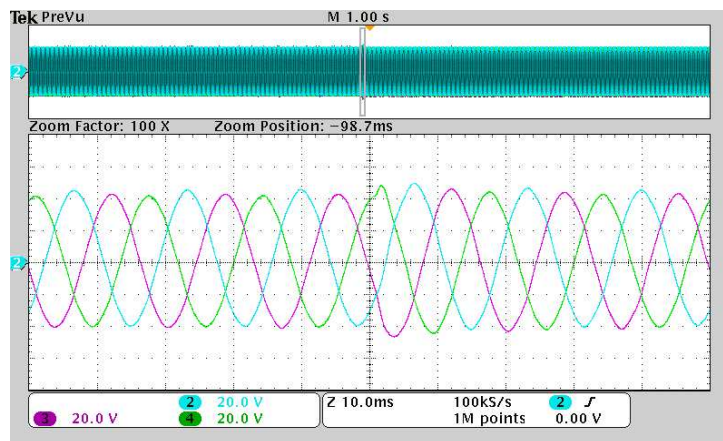 Tek PreVu M 1.00 s
2
Zoom Factor: 100 X Zoom Position: −98.7ms
2
2 20.0 V Z 10.0ms 100kS/s 2
3 20.0 V 4 20.0 V 1M points 0.00 V